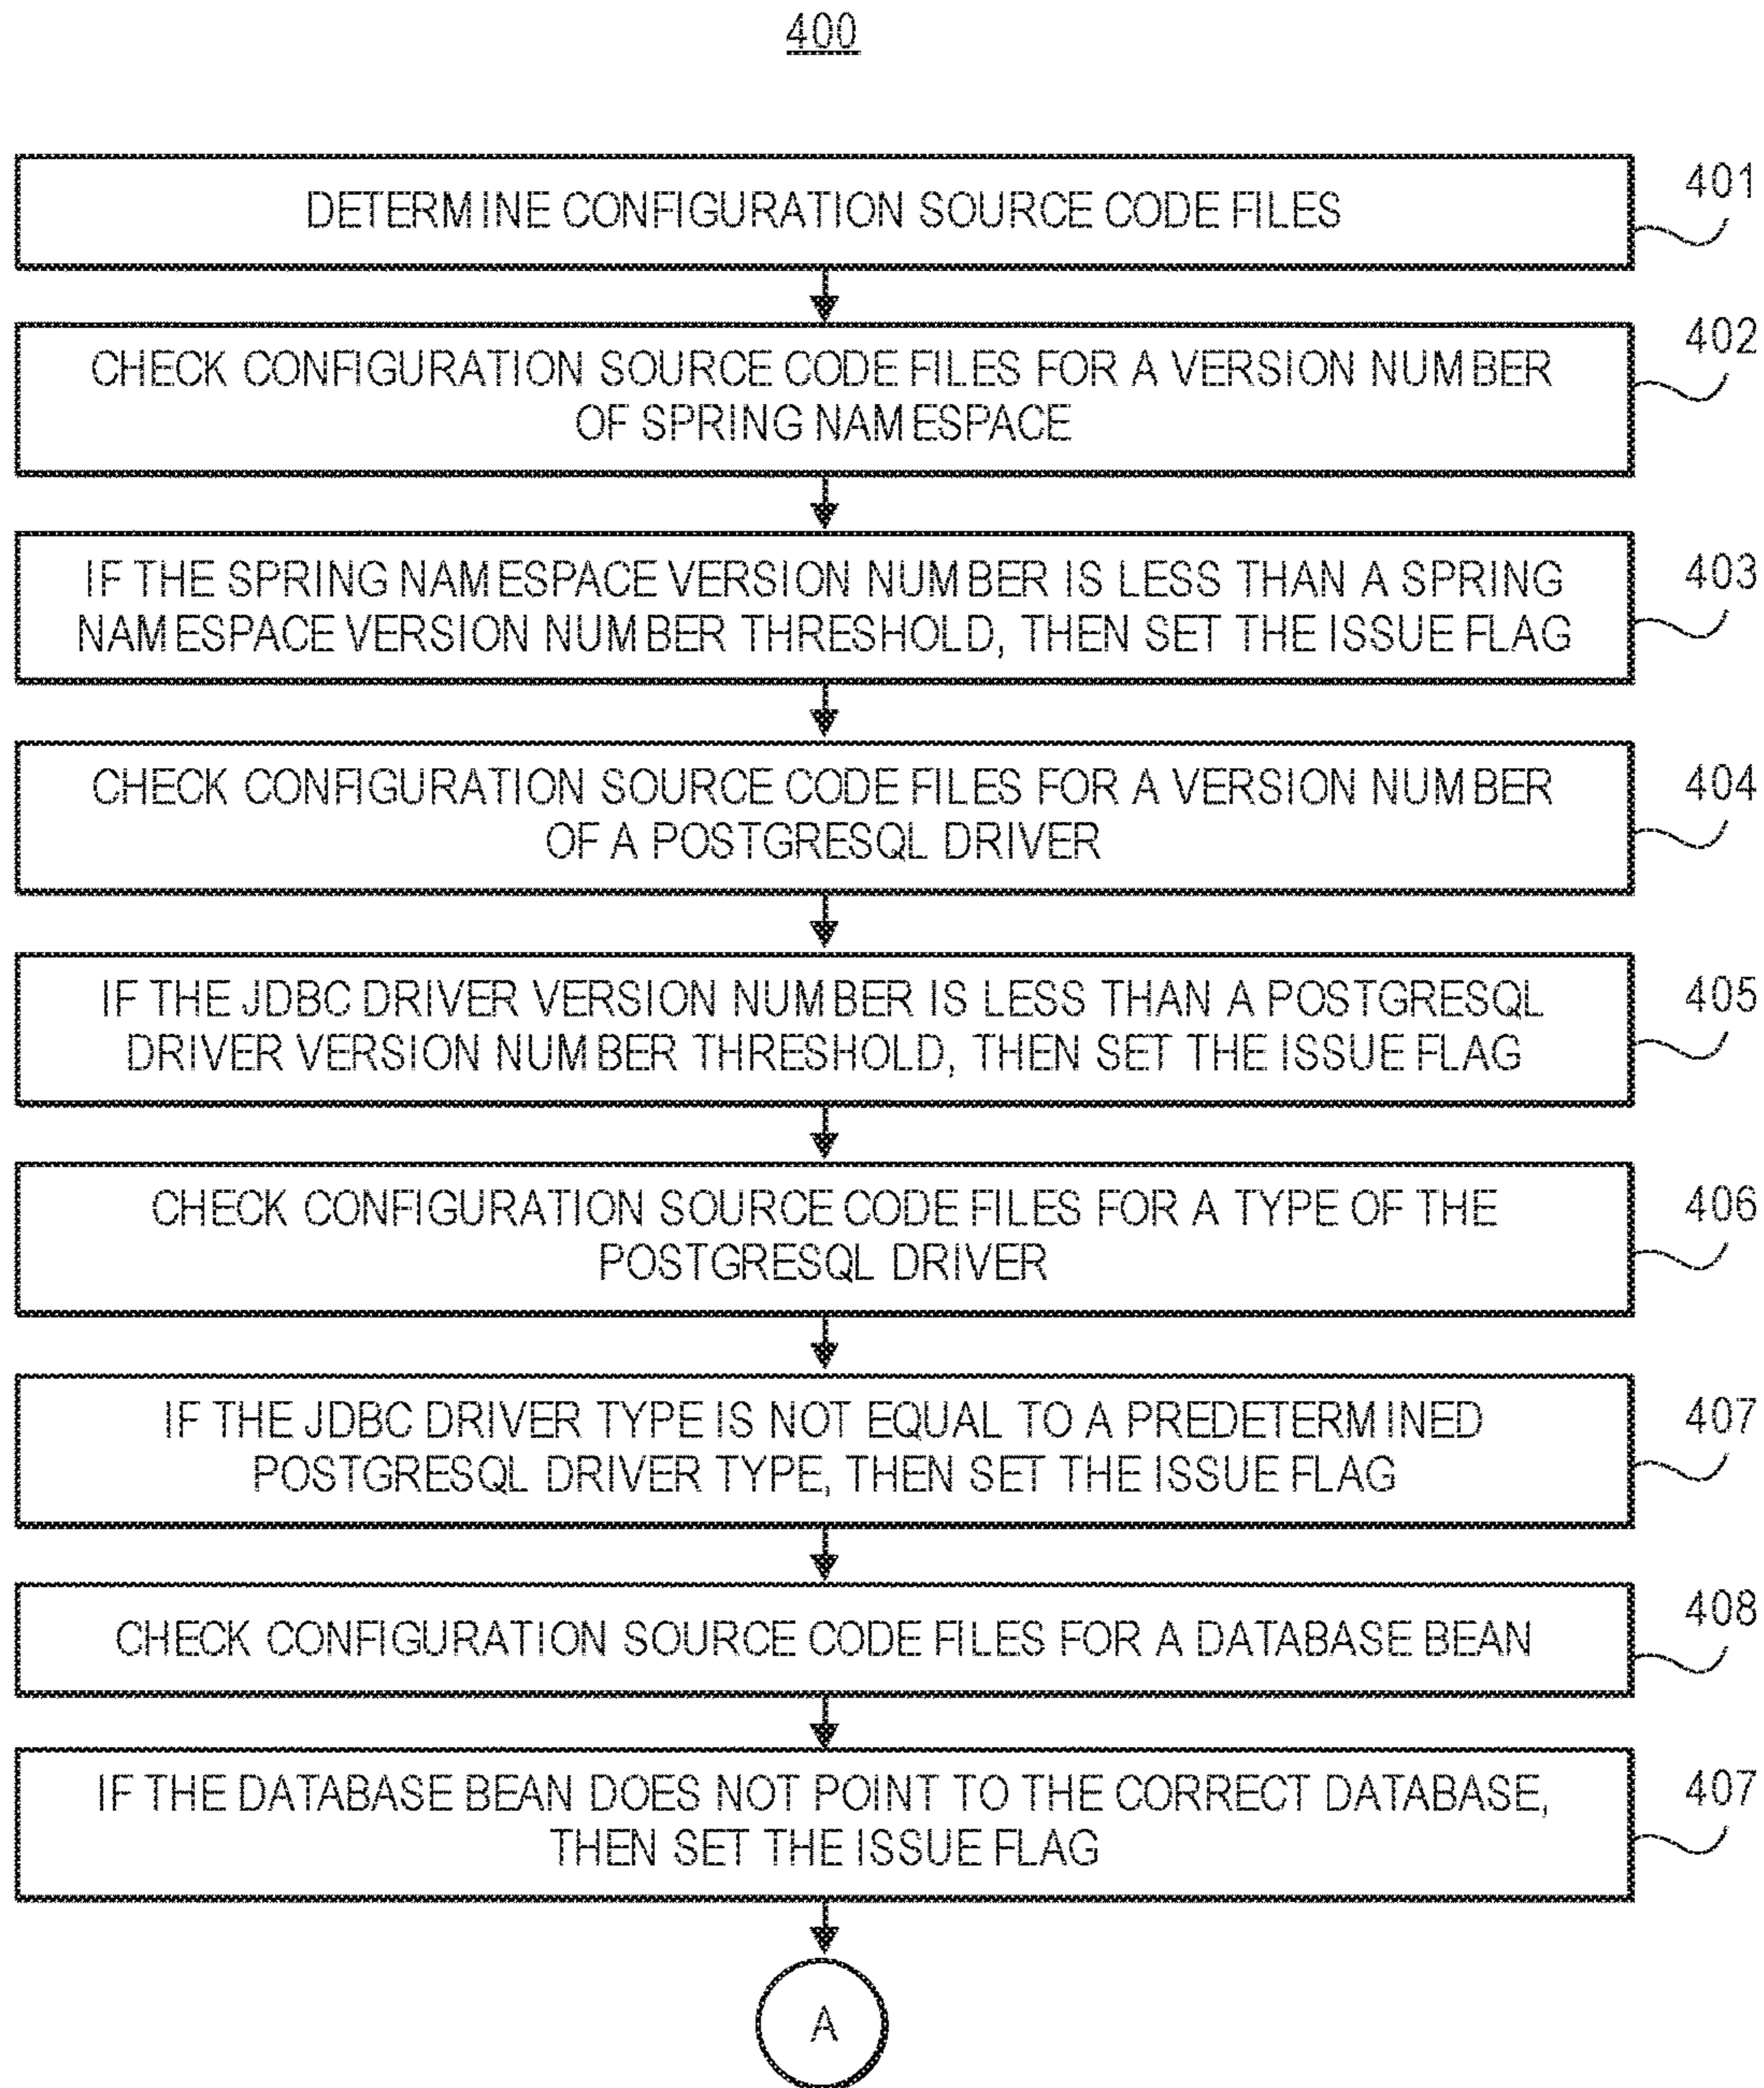 400
DETERMINE CONFIGURATION SOURCE CODE FILES
401
CHECK CONFIGURATION SOURCE CODE FILES FOR A VERSION NUMBER
OF SPRING NAMESPACE
402
IF THE SPRING NAMESPACE VERSION NUMBER IS LESS THAN A SPRING
NAMESPACE VERSION NUMBER THRESHOLD, THEN SET THE ISSUE FLAG
403
CHECK CONFIGURATION SOURCE CODE FILES FOR A VERSION NUMBER
OF A POSTGRESQL DRIVER
404
IF THE JDBC DRIVER VERSION NUMBER IS LESS THAN A POSTGRESQL
DRIVER VERSION NUMBER THRESHOLD, THEN SET THE ISSUE FLAG
405
CHECK CONFIGURATION SOURCE CODE FILES FOR A TYPE OF THE
POSTGRESQL DRIVER
406
IF THE JDBC DRIVER TYPE IS NOT EQUAL TO A PREDETERMINED
POSTGRESQL DRIVER TYPE, THEN SET THE ISSUE FLAG
407
CHECK CONFIGURATION SOURCE CODE FILES FOR A DATABASE BEAN
408
IF THE DATABASE BEAN DOES NOT POINT TO THE CORRECT DATABASE,
THEN SET THE ISSUE FLAG
407
A